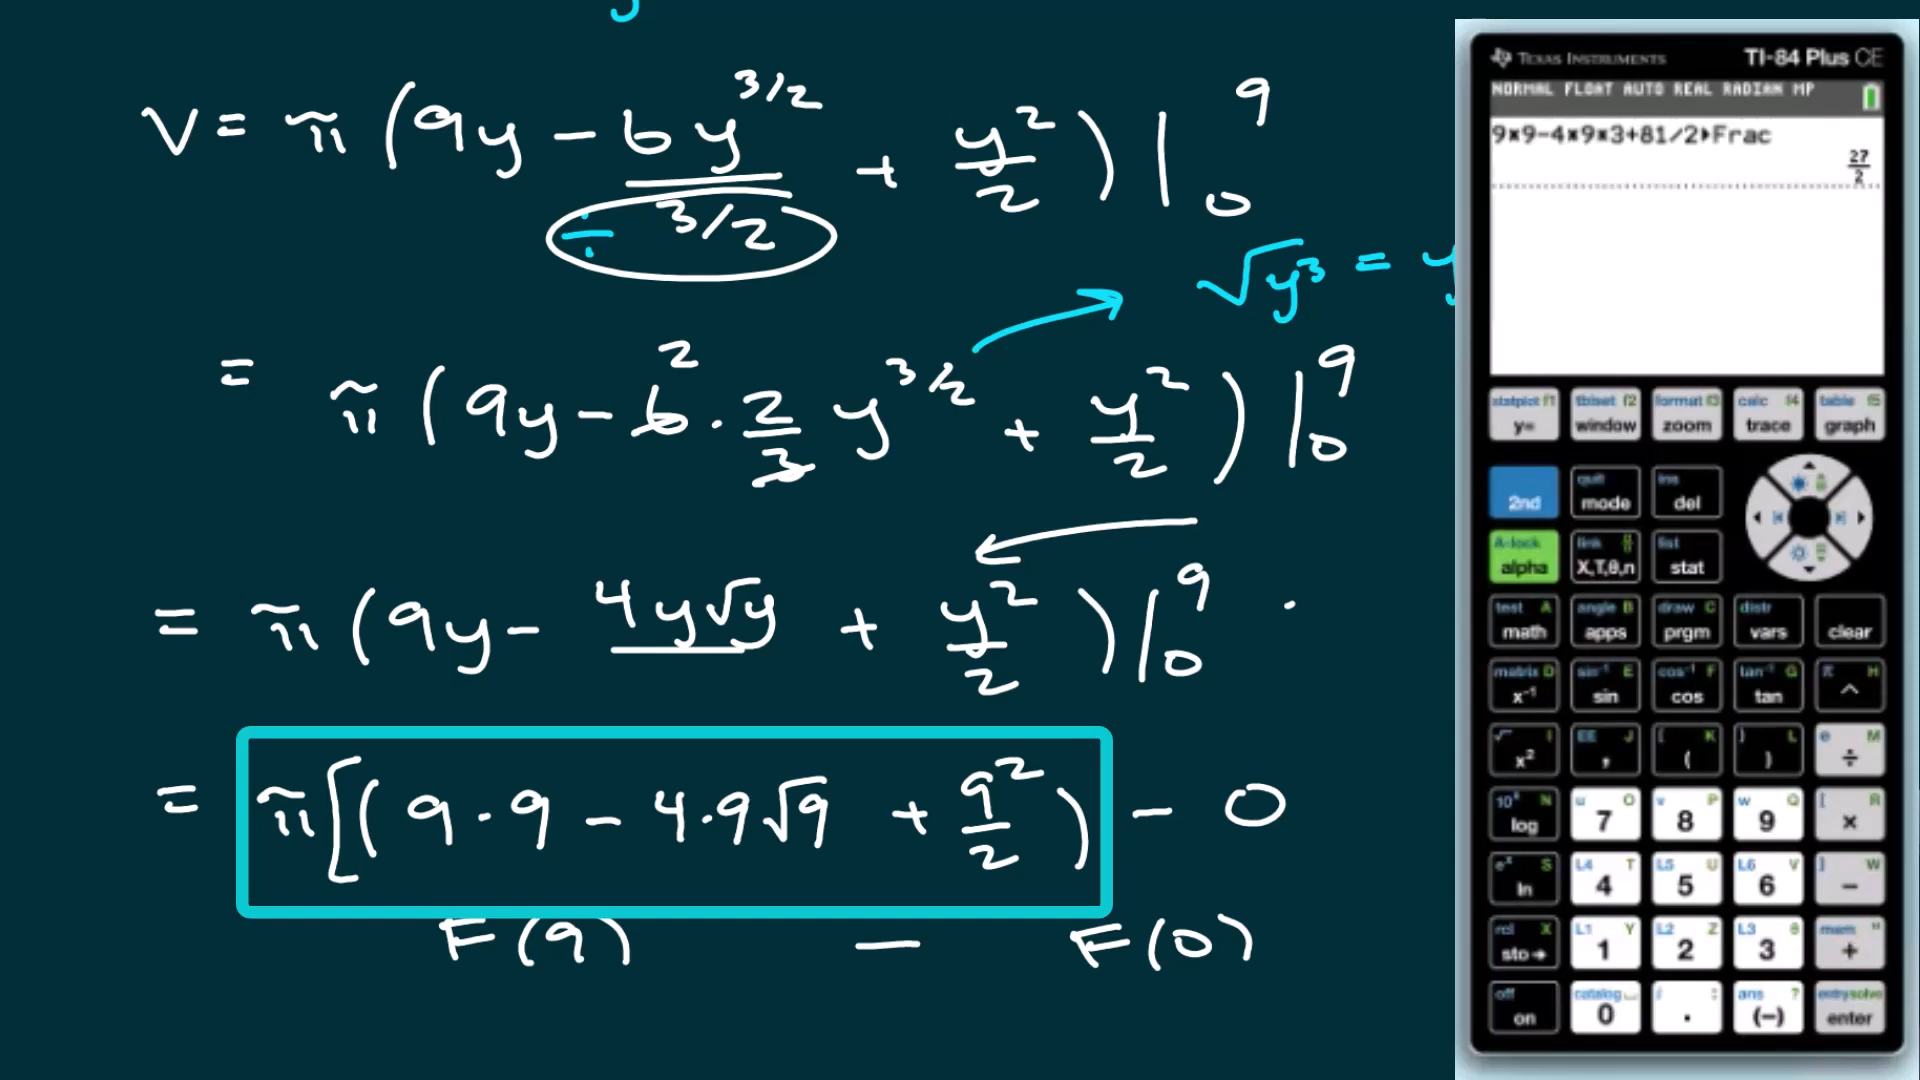 V = π (9y − 6y^3/2 / 3/2 + y²/2) |₀⁹
÷
√y³ = y
= π (9y − 6 · 2/3 y^3/2 + y²/2) |₀⁹
2
= π (9y − 4y√y + y²/2) |₀⁹ .
= π [( 9·9 − 4·9√9 + 9²/2 ) − 0
F(9) − F(0)
TEXAS INSTRUMENTS TI-84 Plus CE
NORMAL FLOAT AUTO REAL RADIAN MP
9*9-4*9*3+81/2▶Frac
27/2
statplot f1 tblset f2 format f3 calc f4 table f5
y= window zoom trace graph
quit ins
2nd mode del
A-lock link list
alpha X,T,θ,n stat
test A angle B draw C distr
math apps prgm vars clear
matrix D sin⁻¹ E cos⁻¹ F tan⁻¹ G π H
x⁻¹ sin cos tan ^
√ I EE J { K } L e M
x² , ( ) ÷
10ˣ N u O v P w Q [ R
log 7 8 9 ×
eˣ S L4 T L5 U L6 V ] W
ln 4 5 6 −
rcl X L1 Y L2 Z L3 θ mem "
sto→ 1 2 3 +
off catalog i : ans ? entry solve
on 0 . (−) enter